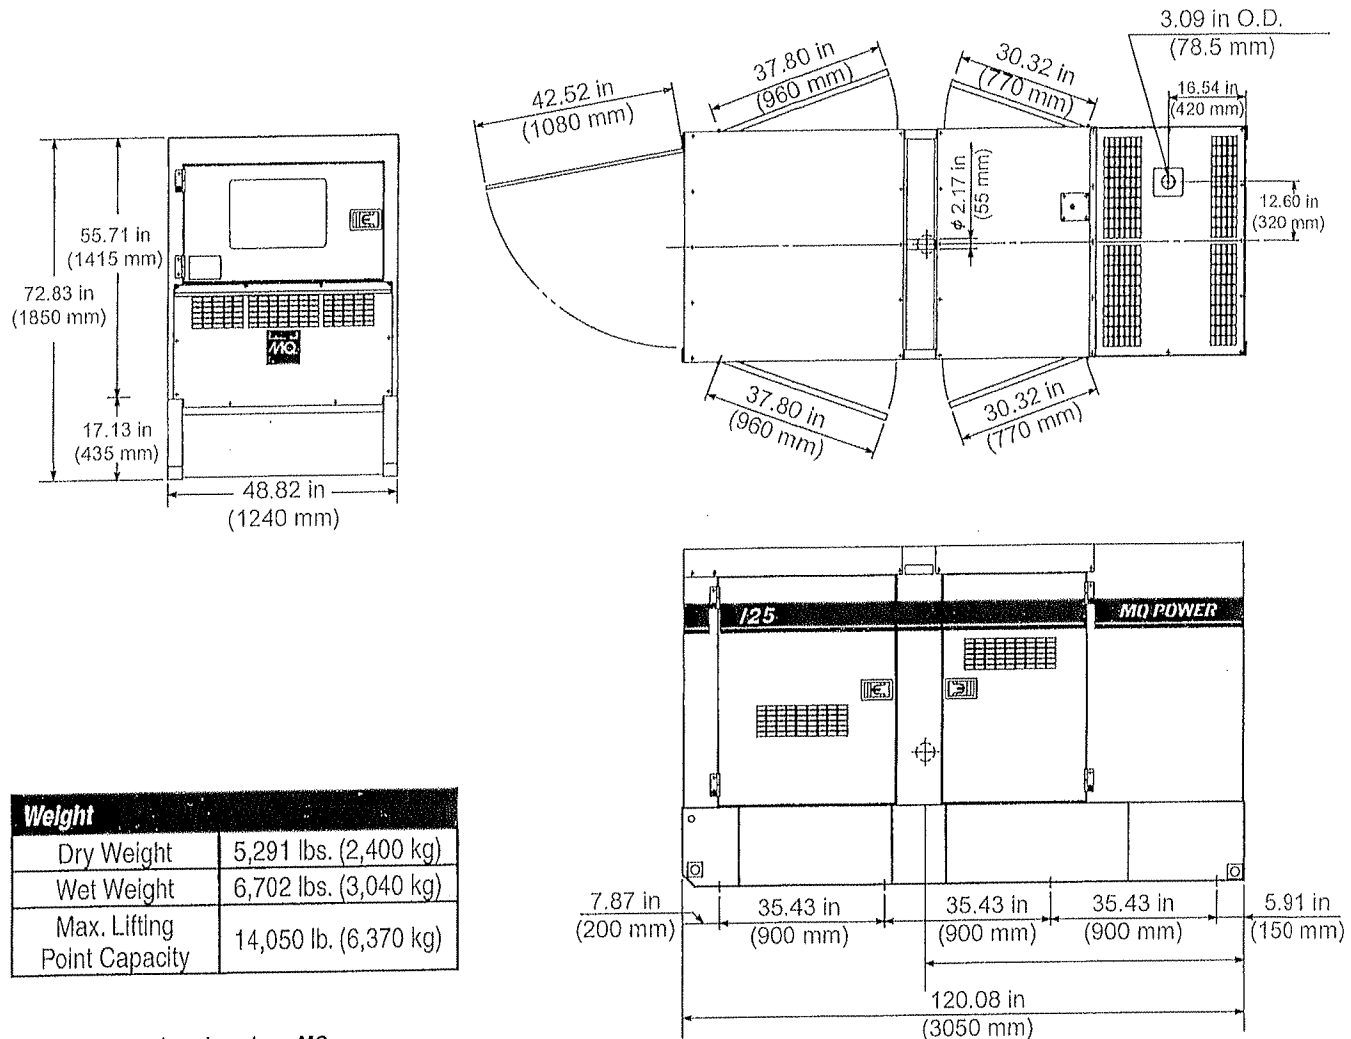 3.09 in O.D.
(78.5 mm)
37.80 in
(960 mm)
30.32 in
(770 mm)
42.52 in
(1080 mm)
16.54 in
(420 mm)
ϕ 2.17 in
(55 mm)
12.60 in
(320 mm)
55.71 in
(1415 mm)
72.83 in
(1850 mm)
MQ
17.13 in
(435 mm)
48.82 in
(1240 mm)
37.80 in
(960 mm)
30.32 in
(770 mm)
125
MQ POWER
Weight
Dry Weight 5,291 lbs. (2,400 kg)
Wet Weight 6,702 lbs. (3,040 kg)
Max. Lifting
Point Capacity 14,050 lb. (6,370 kg)
7.87 in
(200 mm)
35.43 in
(900 mm)
35.43 in
(900 mm)
35.43 in
(900 mm)
5.91 in
(150 mm)
120.08 in
(3050 mm)